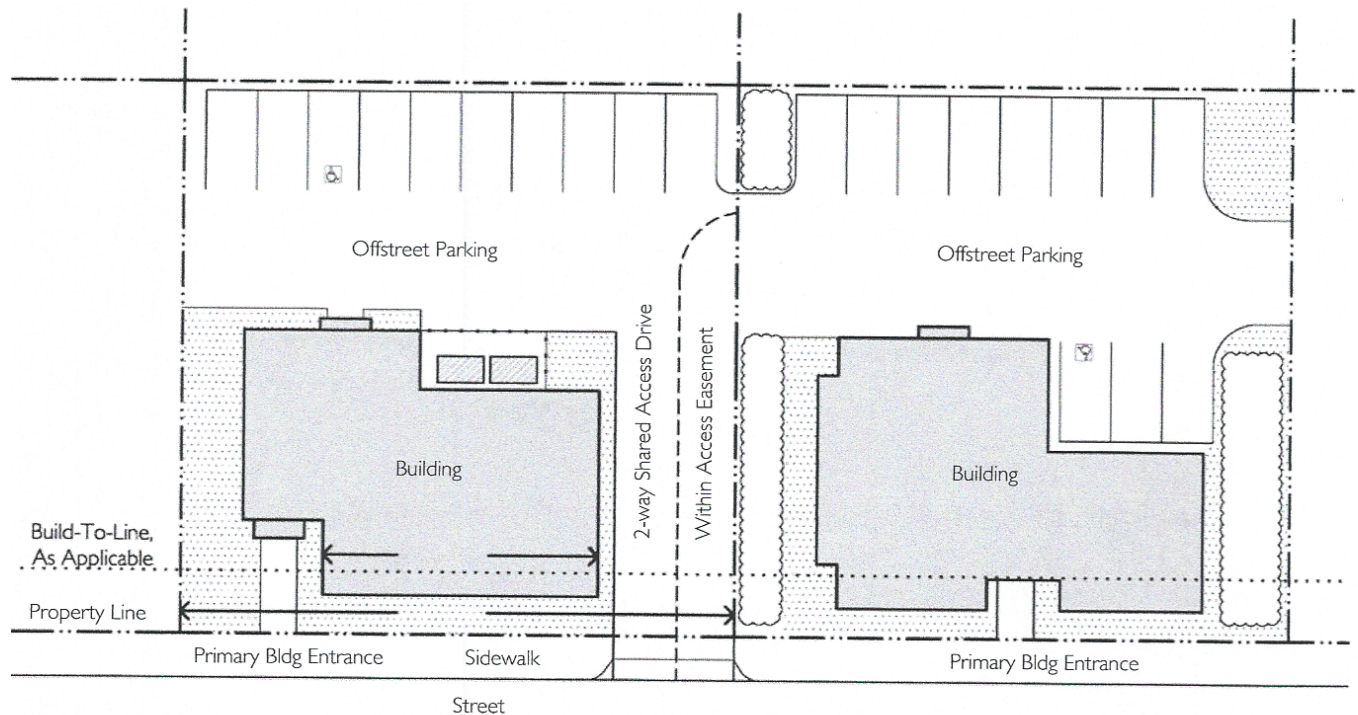 Offstreet Parking
Offstreet Parking
2-way Shared Access Drive
Within Access Easement
Building
Building
Build-To-Line,
As Applicable
Property Line
Primary Bldg Entrance
Sidewalk
Primary Bldg Entrance
Street